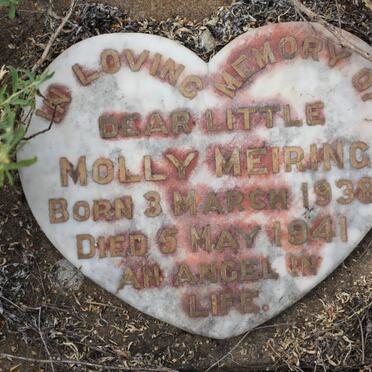 IN LOVING MEMORY OF
DEAR LITTLE
MOLLY MEIRING
BORN 3 MARCH 1938
DIED 5 MAY 1941
AN ANGEL IN
LIFE.